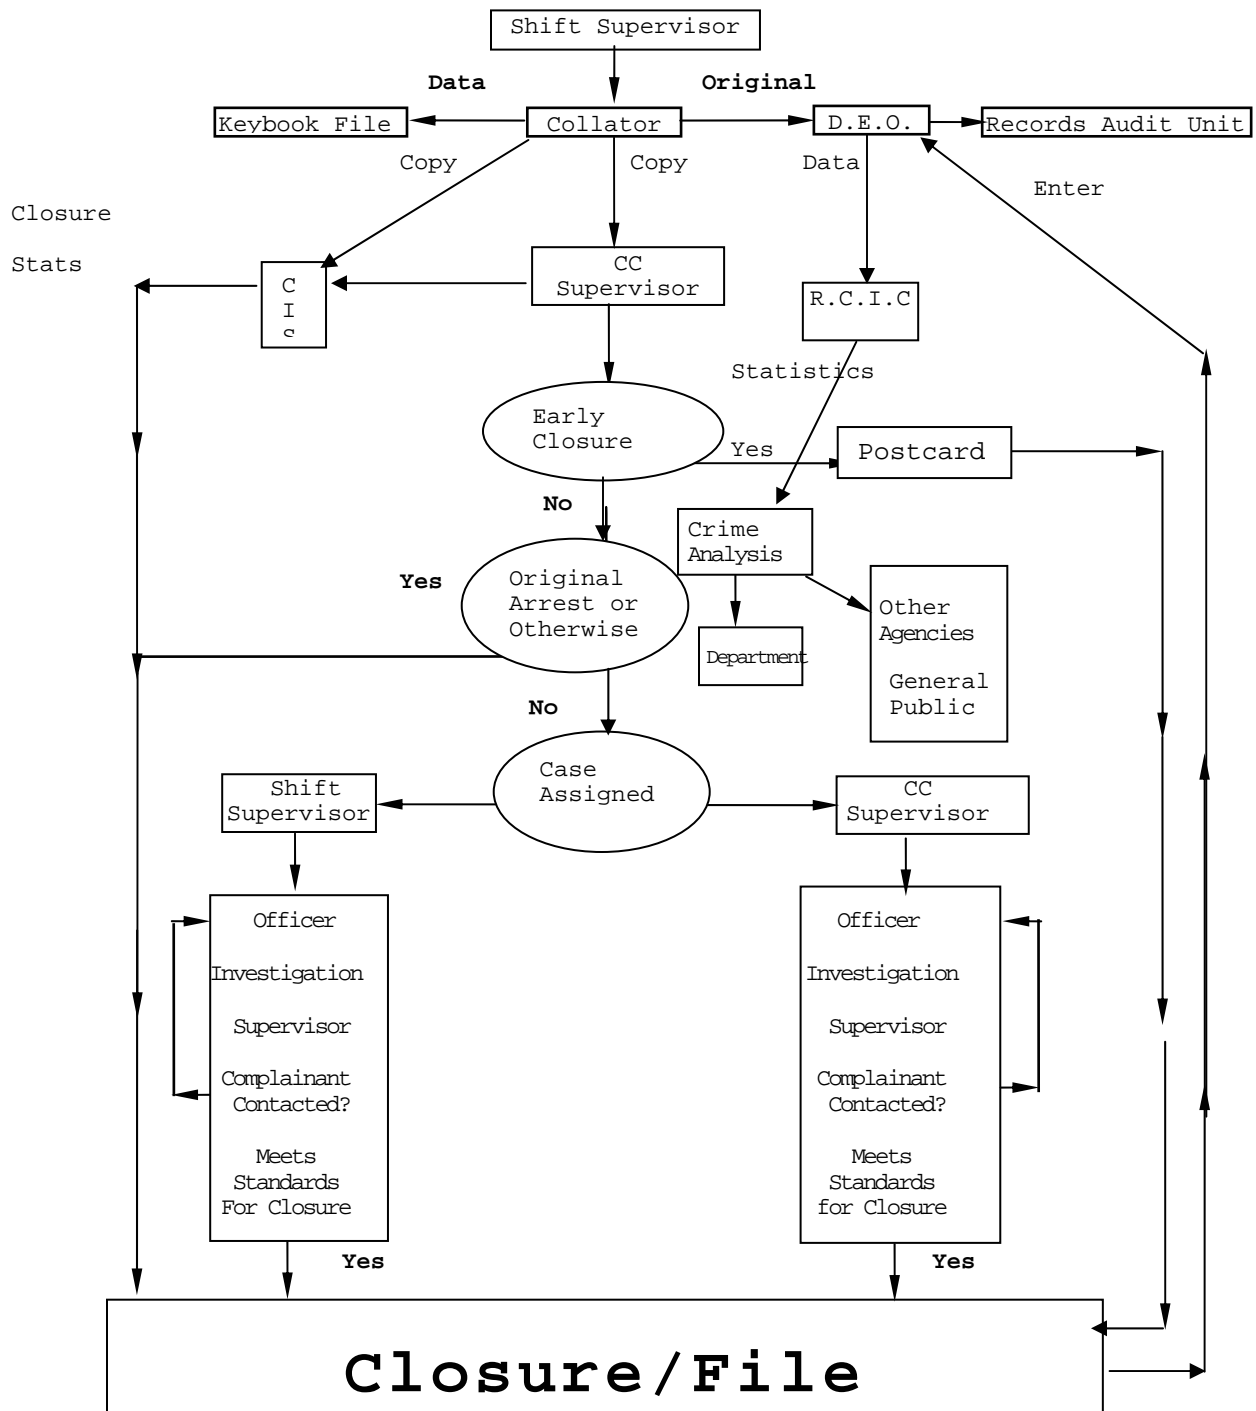 Shift Supervisor
Data
Original
Keybook File
Collator
D.E.O.
Records Audit Unit
Copy
Copy
Data
Enter
Closure
Stats
C
I
S
CC
Supervisor
R.C.I.C
Statistics
Early
Closure
Yes
Postcard
No
Crime
Analysis
Yes
Original
Arrest or
Otherwise
Other
Agencies
General
Public
Department
No
Case
Assigned
Shift
Supervisor
CC
Supervisor
Officer
Investigation
Supervisor
Complainant
Contacted?
Meets
Standards
For Closure
Officer
Investigation
Supervisor
Complainant
Contacted?
Meets
Standards
for Closure
Yes
Yes
Closure/File